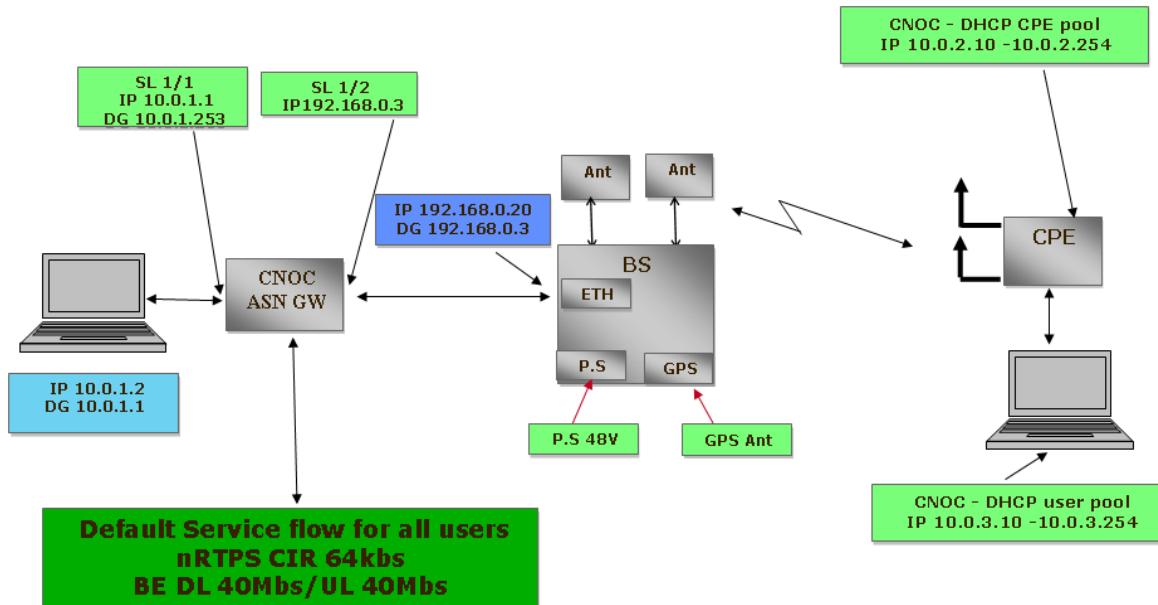 CNOC - DHCP CPE pool
IP 10.0.2.10 -10.0.2.254
SL 1/1
IP 10.0.1.1
DG 10.0.1.253
SL 1/2
IP192.168.0.3
Ant
Ant
IP 192.168.0.20
DG 192.168.0.3
CPE
BS
CNOC
ASN GW
ETH
P.S
GPS
IP 10.0.1.2
DG 10.0.1.1
P.S 48V
GPS Ant
CNOC - DHCP user pool
IP 10.0.3.10 -10.0.3.254
Default Service flow for all users
nRTPS CIR 64kbs
BE DL 40Mbs/UL 40Mbs